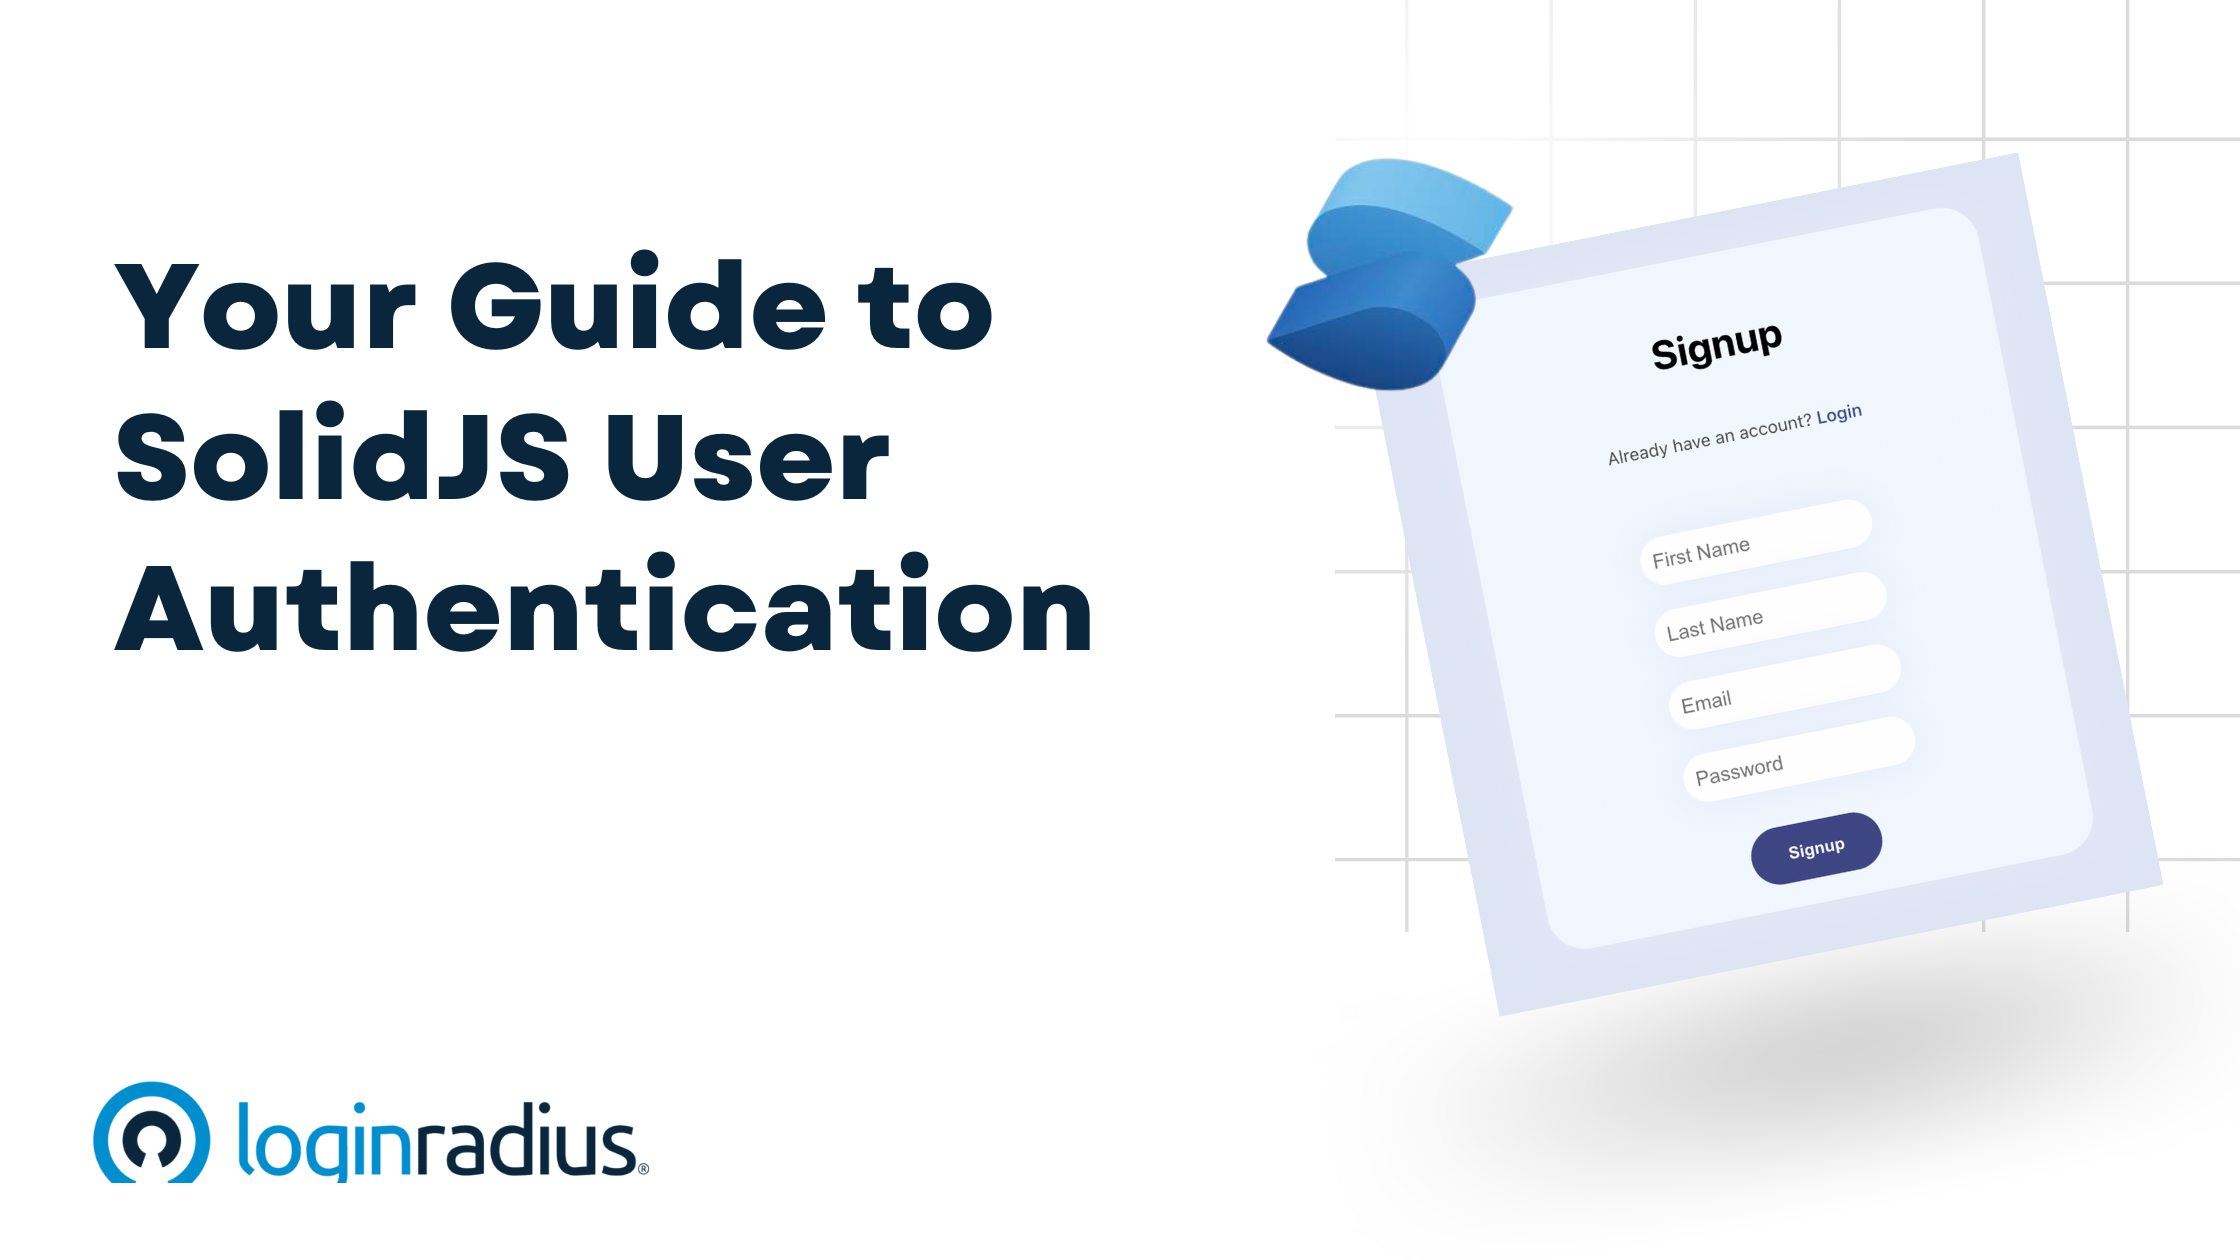 Your Guide to
SolidJS User
Authentication
Signup
Already have an account? Login
First Name
Last Name
Email
Password
Signup
loginradius®